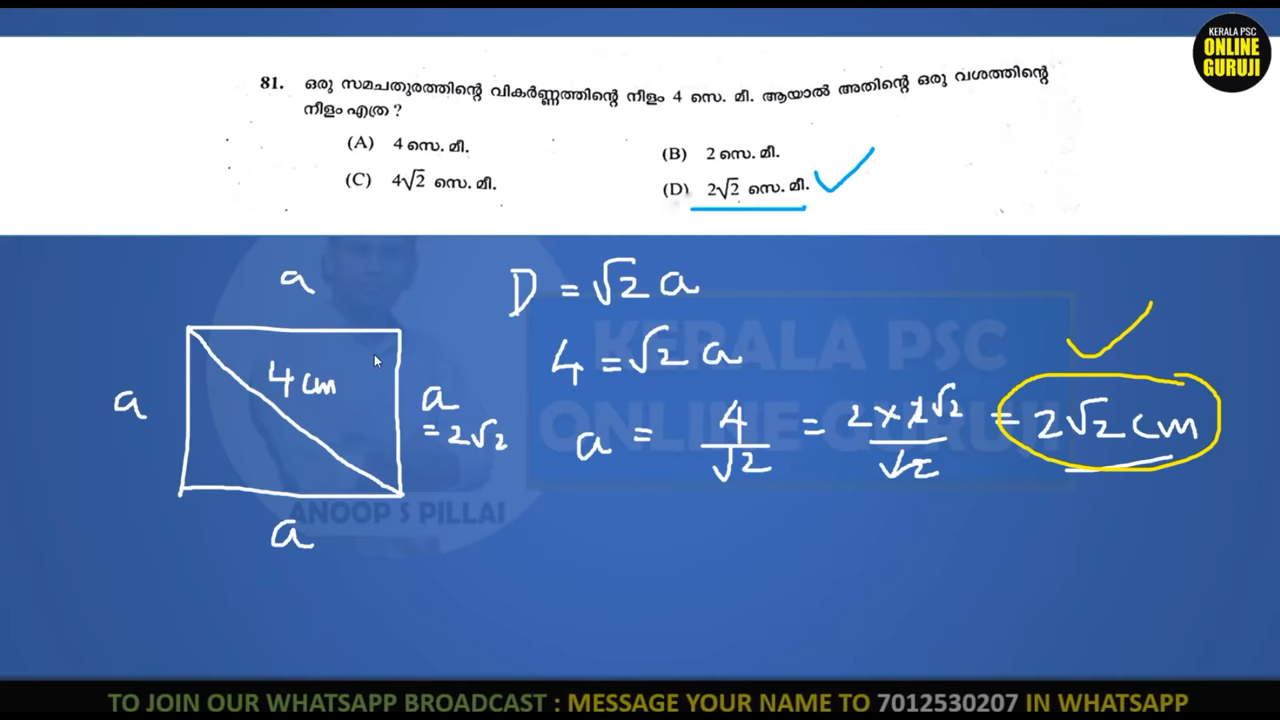 KERALA PSC
ONLINE
GURUJI
81. ഒരു സമചതുരത്തിന്റെ വികർണ്ണത്തിന്റെ നീളം 4 സെ. മീ. ആയാൽ അതിന്റെ ഒരു വശത്തിന്റെ
നീളം എത്ര ?
(A) 4 സെ. മീ.
(B) 2 സെ. മീ.
(C) 4√2 സെ. മീ.
(D) 2√2 സെ. മീ.
a
D = √2 a
4 = √2 a
4 cm
a
a
= 2√2
a = 4/√2 = 2 × √2 √2/√2 = 2√2 cm
KERALA PSC
ONLINE GURUJI
ANOOP S PILLAI
a
TO JOIN OUR WHATSAPP BROADCAST : MESSAGE YOUR NAME TO 7012530207 IN WHATSAPP